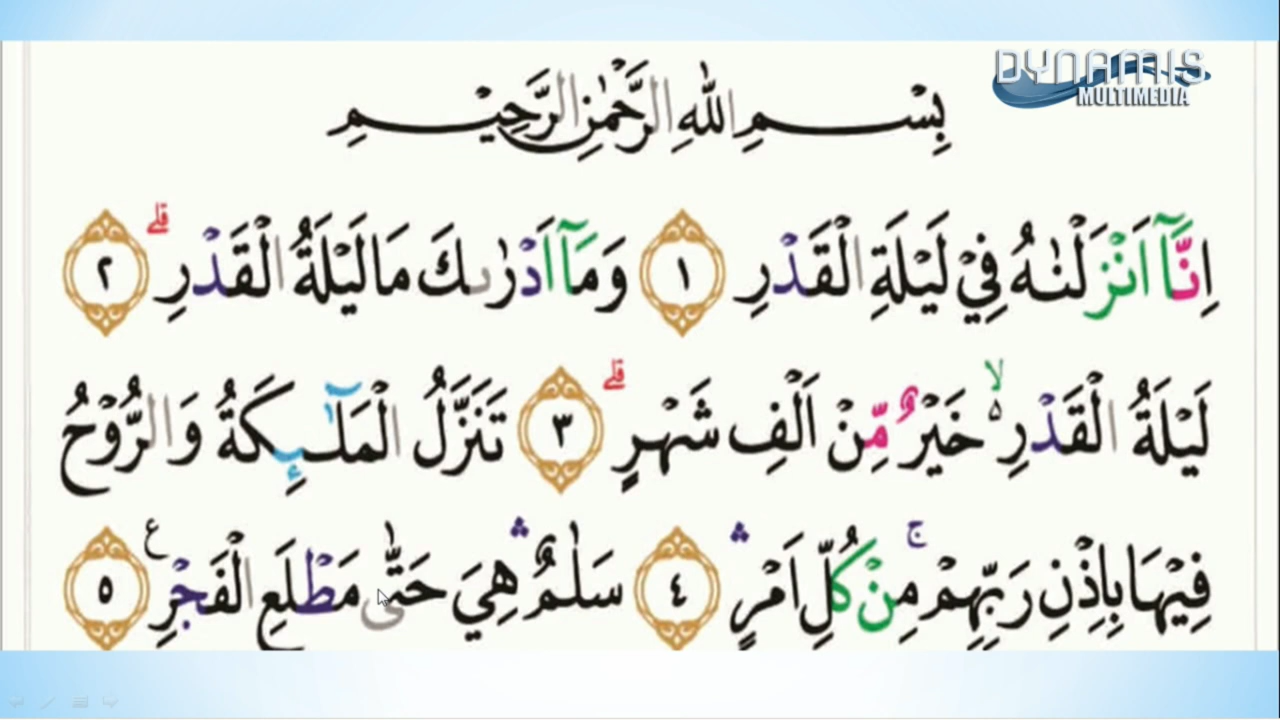 DYNAMIS
MULTIMEDIA
بِسْمِ اللّٰهِ الرَّحْمٰنِ الرَّحِيْمِ
اِنَّآ اَنْزَلْنٰهُ فِيْ لَيْلَةِ الْقَدْرِ ١ وَمَآ اَدْرٰىكَ مَا لَيْلَةُ الْقَدْرِۗ ٢
لَيْلَةُ الْقَدْرِ ەۙ خَيْرٌ مِّنْ اَلْفِ شَهْرٍۗ ٣ تَنَزَّلُ الْمَلٰۤىِٕكَةُ وَالرُّوْحُ
فِيْهَا بِاِذْنِ رَبِّهِمْۚ مِنْ كُلِّ اَمْرٍۛ ٤ سَلٰمٌۛ هِيَ حَتّٰى مَطْلَعِ الْفَجْرِ ع ٥